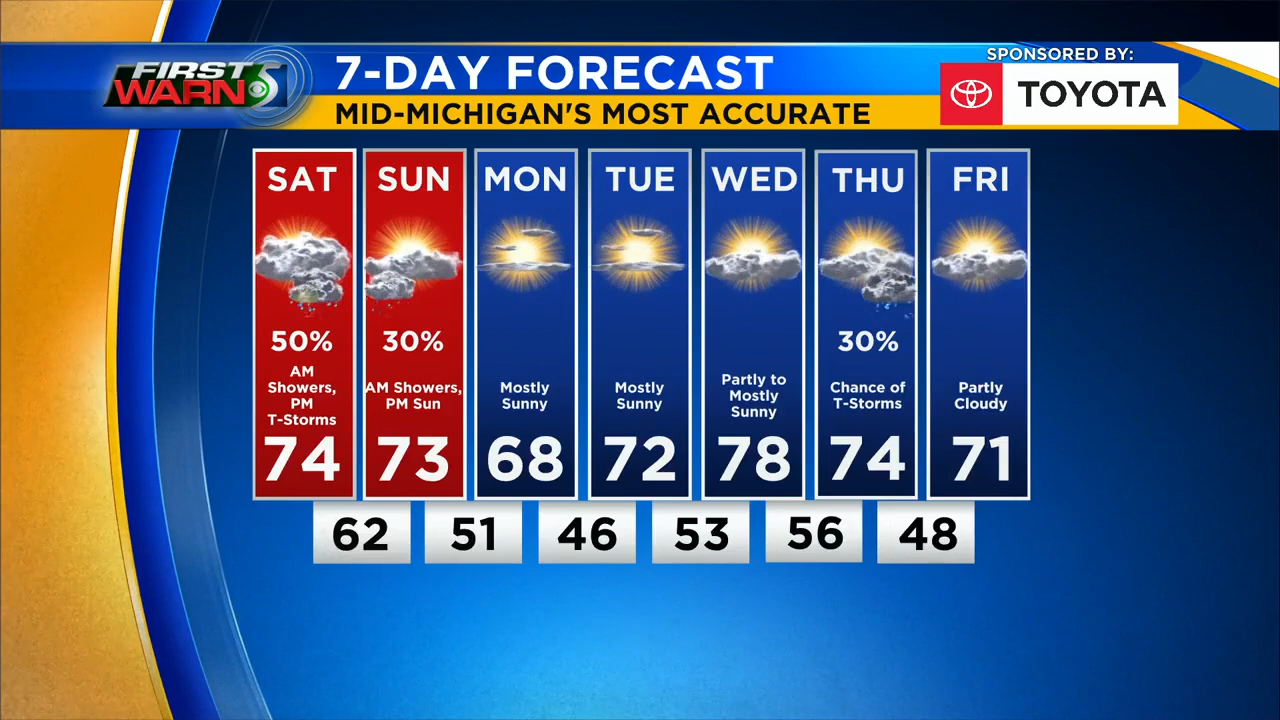 FIRST
WARN 5
7-DAY FORECAST
MID-MICHIGAN'S MOST ACCURATE
SPONSORED BY:
TOYOTA
SAT
50%
AM
Showers,
PM
T-Storms
74
SUN
30%
AM Showers,
PM Sun
73
MON
Mostly
Sunny
68
TUE
Mostly
Sunny
72
WED
Partly to
Mostly
Sunny
78
THU
30%
Chance of
T-Storms
74
FRI
Partly
Cloudy
71
62
51
46
53
56
48